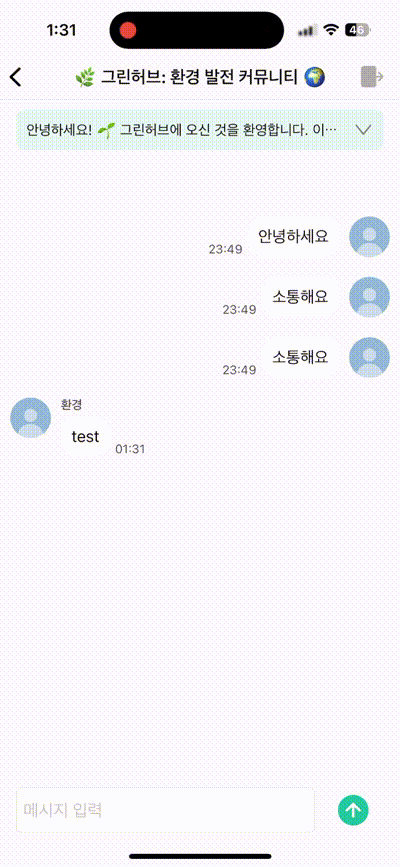 1:31
46
🌿 그린허브: 환경 발전 커뮤니티 🌍
안녕하세요! 🌱 그린허브에 오신 것을 환영합니다. 이…
안녕하세요
23:49
소통해요
23:49
소통해요
23:49
환경
test
01:31
메시지 입력